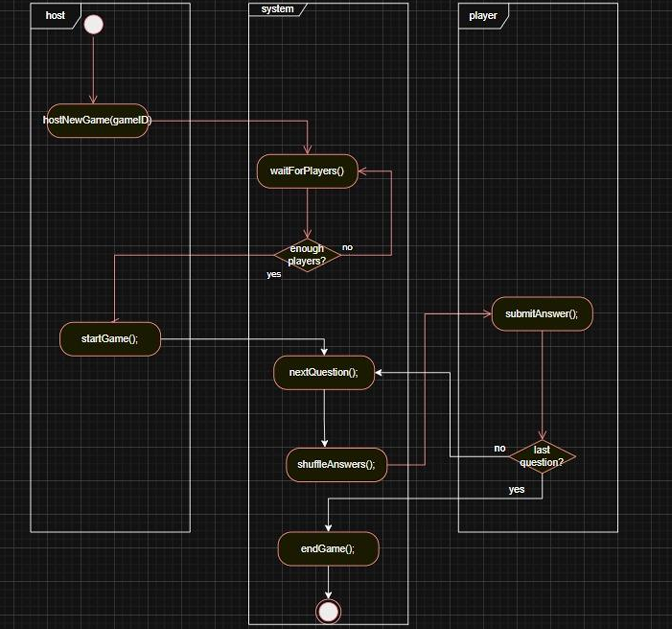 host
system
player
hostNewGame(gameID)
waitForPlayers()
enough
players?
no
yes
submitAnswer();
startGame();
nextQuestion();
no
last
question?
shuffleAnswers();
yes
endGame();